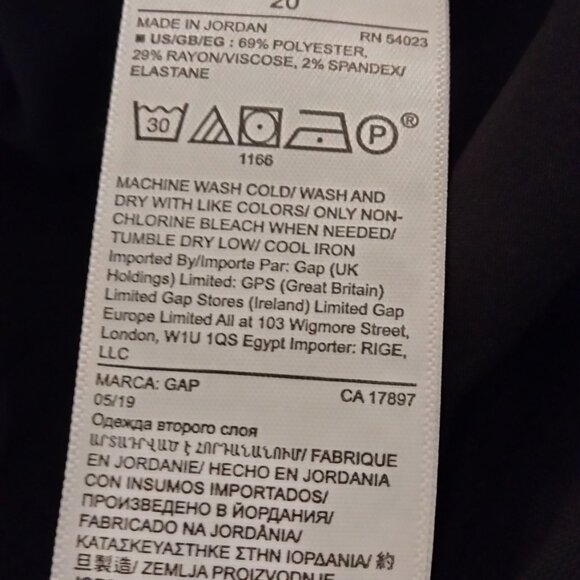 20
MADE IN JORDAN RN 54023
US/GB/EG : 69% POLYESTER,
29% RAYON/VISCOSE, 2% SPANDEX/
ELASTANE
30 P ®
1166
MACHINE WASH COLD/ WASH AND
DRY WITH LIKE COLORS/ ONLY NON-
CHLORINE BLEACH WHEN NEEDED/
TUMBLE DRY LOW/ COOL IRON
Imported By/Importe Par: Gap (UK
Holdings) Limited: GPS (Great Britain)
Limited Gap Stores (Ireland) Limited Gap
Europe Limited All at 103 Wigmore Street,
London, W1U 1QS Egypt Importer: RIGE,
LLC
MARCA: GAP CA 17897
05/19
Одежда второго слоя
ԱՐՏԱԴՐՎԱԾ Է ՀՈՐԴԱՆԱՆՈՒՄ/ FABRIQUE
EN JORDANIE/ HECHO EN JORDANIA
CON INSUMOS IMPORTADOS/
ПРОИЗВЕДЕНО В ЙОРДАНИЯ/
FABRICADO NA JORDÂNIA/
ΚΑΤΑΣΚΕΥΑΣΤΗΚΕ ΣΤΗΝ ΙΟΡΔΑΝΙΑ/ 約
旦製造/ ZEMLJA PROIZVODNJE